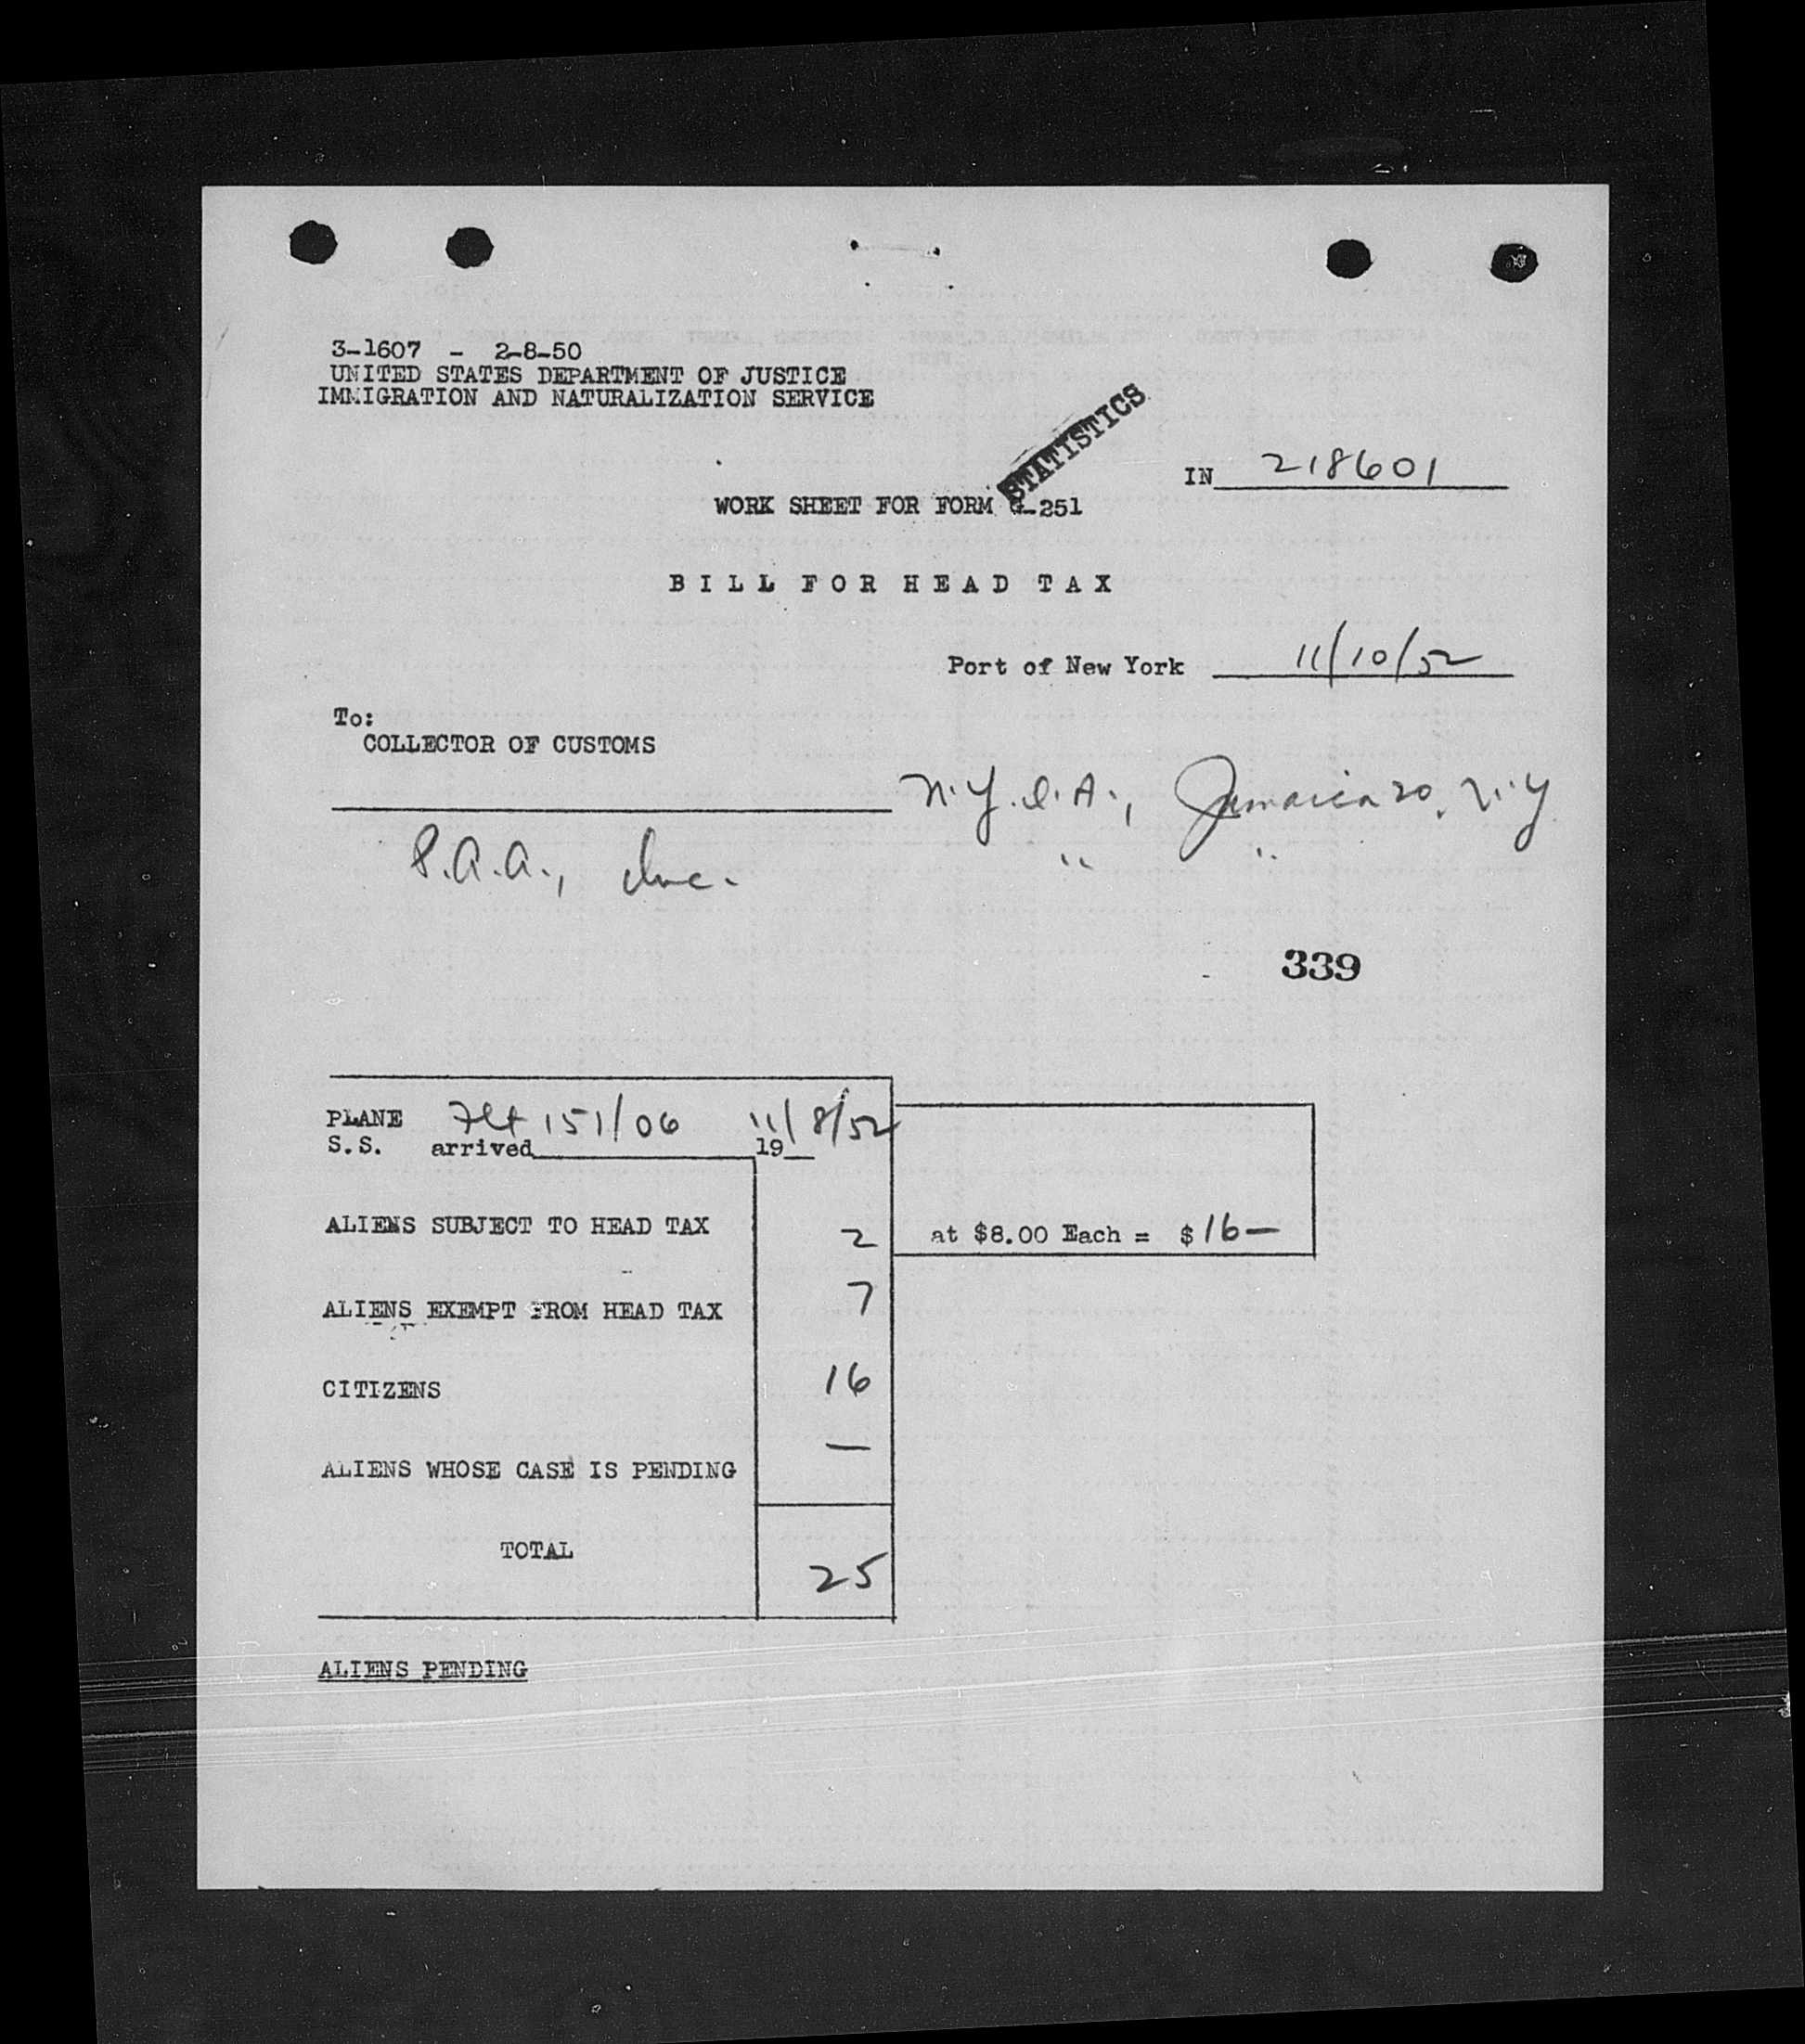 3-1607 - 2-8-50
UNITED STATES DEPARTMENT OF JUSTICE
IMMIGRATION AND NATURALIZATION SERVICE
STATISTICS
IN 218601
WORK SHEET FOR FORM G-251
BILL FOR HEAD TAX
Port of New York 11/10/52
To:
COLLECTOR OF CUSTOMS
N.Y.I.A., Jamaica 20, N.Y
P.A.A., Inc. " "
339
PLANE Flt 151/06 11/8/52
S.S. arrived 19
ALIENS SUBJECT TO HEAD TAX 2 at $8.00 Each = $ 16—
ALIENS EXEMPT FROM HEAD TAX 7
CITIZENS 16
ALIENS WHOSE CASE IS PENDING —
TOTAL 25
ALIENS PENDING